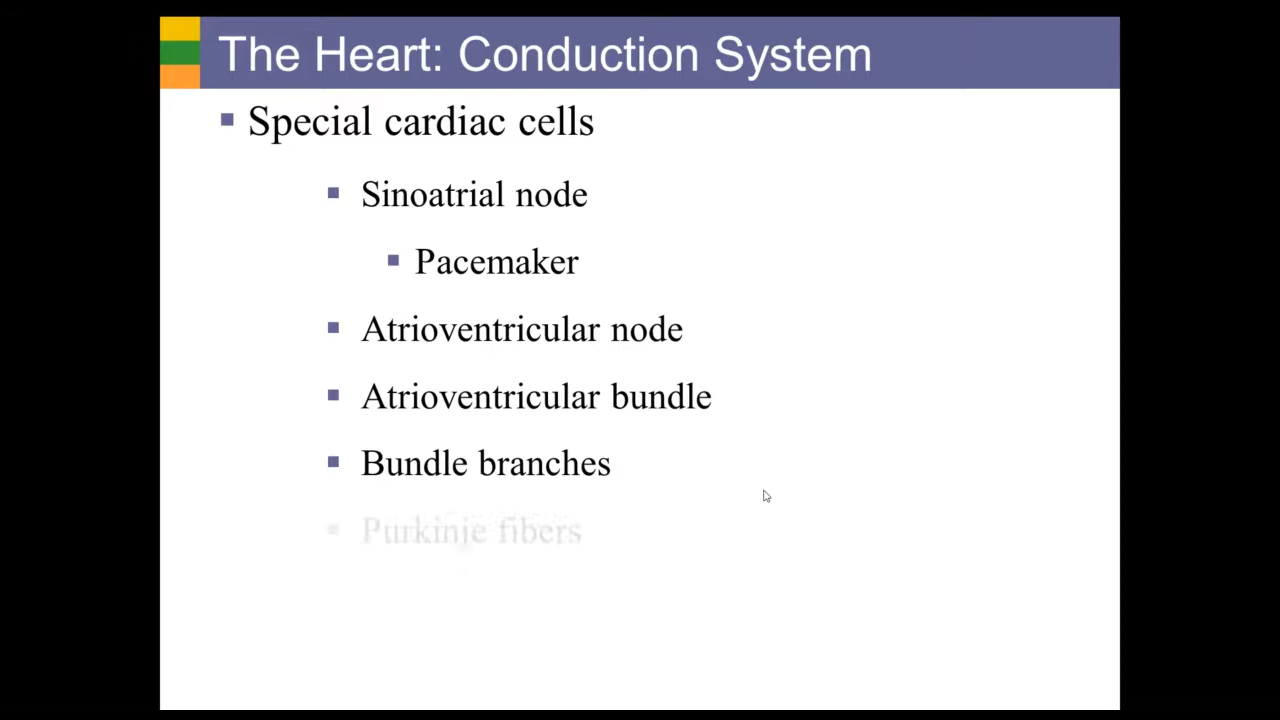 The Heart: Conduction System
Special cardiac cells
Sinoatrial node
Pacemaker
Atrioventricular node
Atrioventricular bundle
Bundle branches
Purkinje fibers